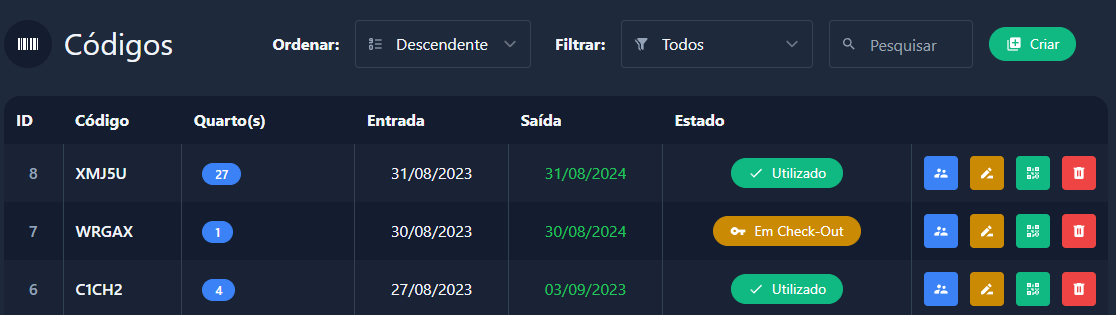 Códigos Ordenar: Descendente Filtrar: Todos Pesquisar Criar
ID Código Quarto(s) Entrada Saída Estado
8 XMJ5U 27 31/08/2023 31/08/2024 Utilizado
7 WRGAX 1 30/08/2023 30/08/2024 Em Check-Out
6 C1CH2 4 27/08/2023 03/09/2023 Utilizado